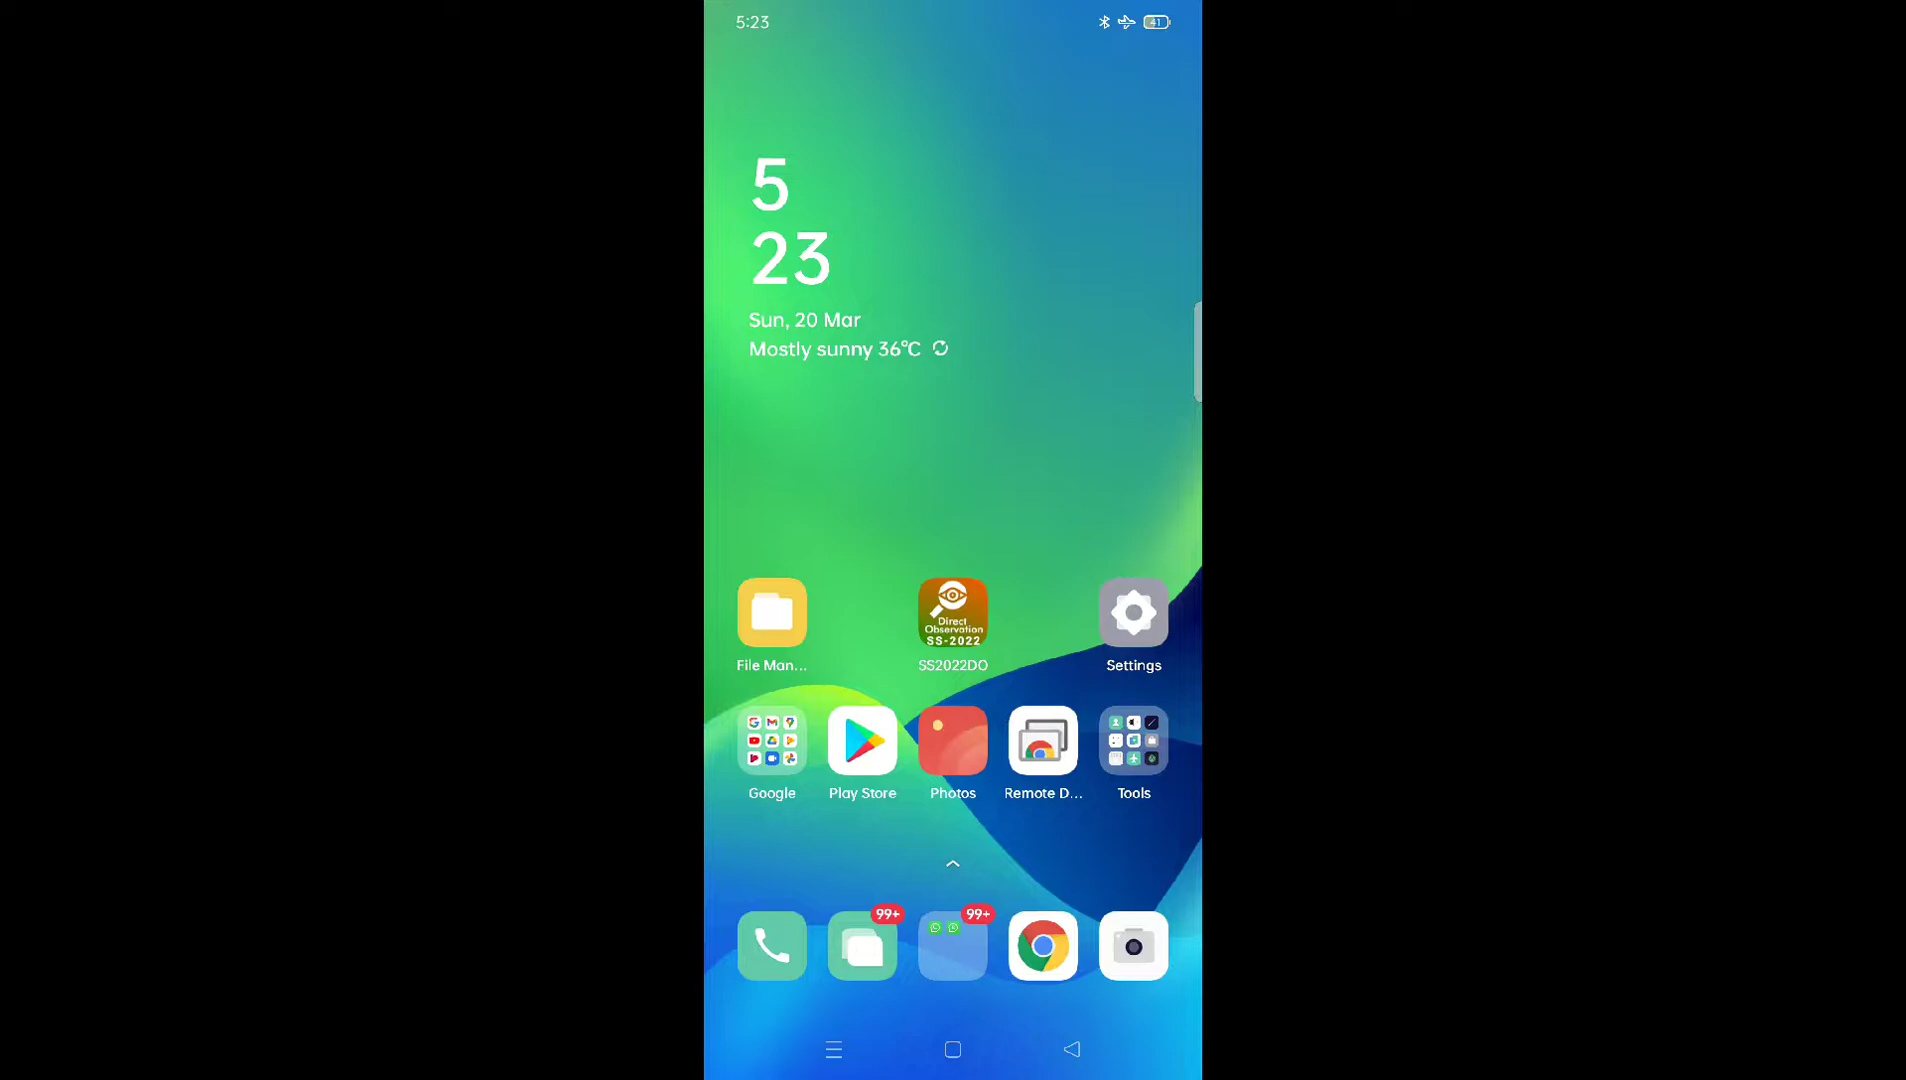 5:23
41
5
23
Sun, 20 Mar
Mostly sunny 36°C
Direct
Observation
SS-2022
File Man...
SS2022DO
Settings
Google
Play Store
Photos
Remote D...
Tools
99+
99+